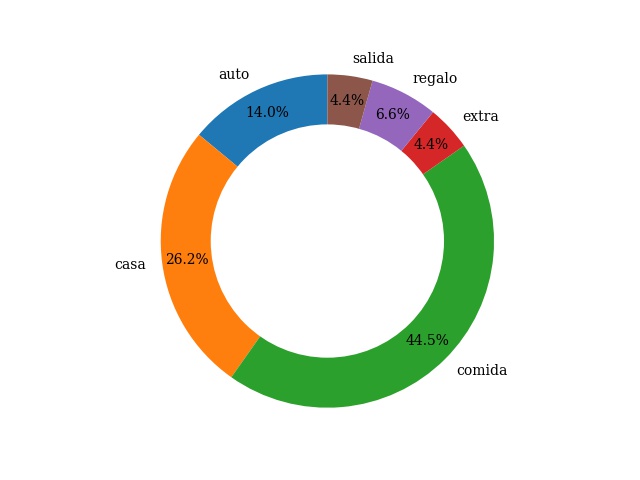 salida
auto
regalo
4.4%
14.0%
6.6%
extra
4.4%
26.2%
casa
44.5%
comida